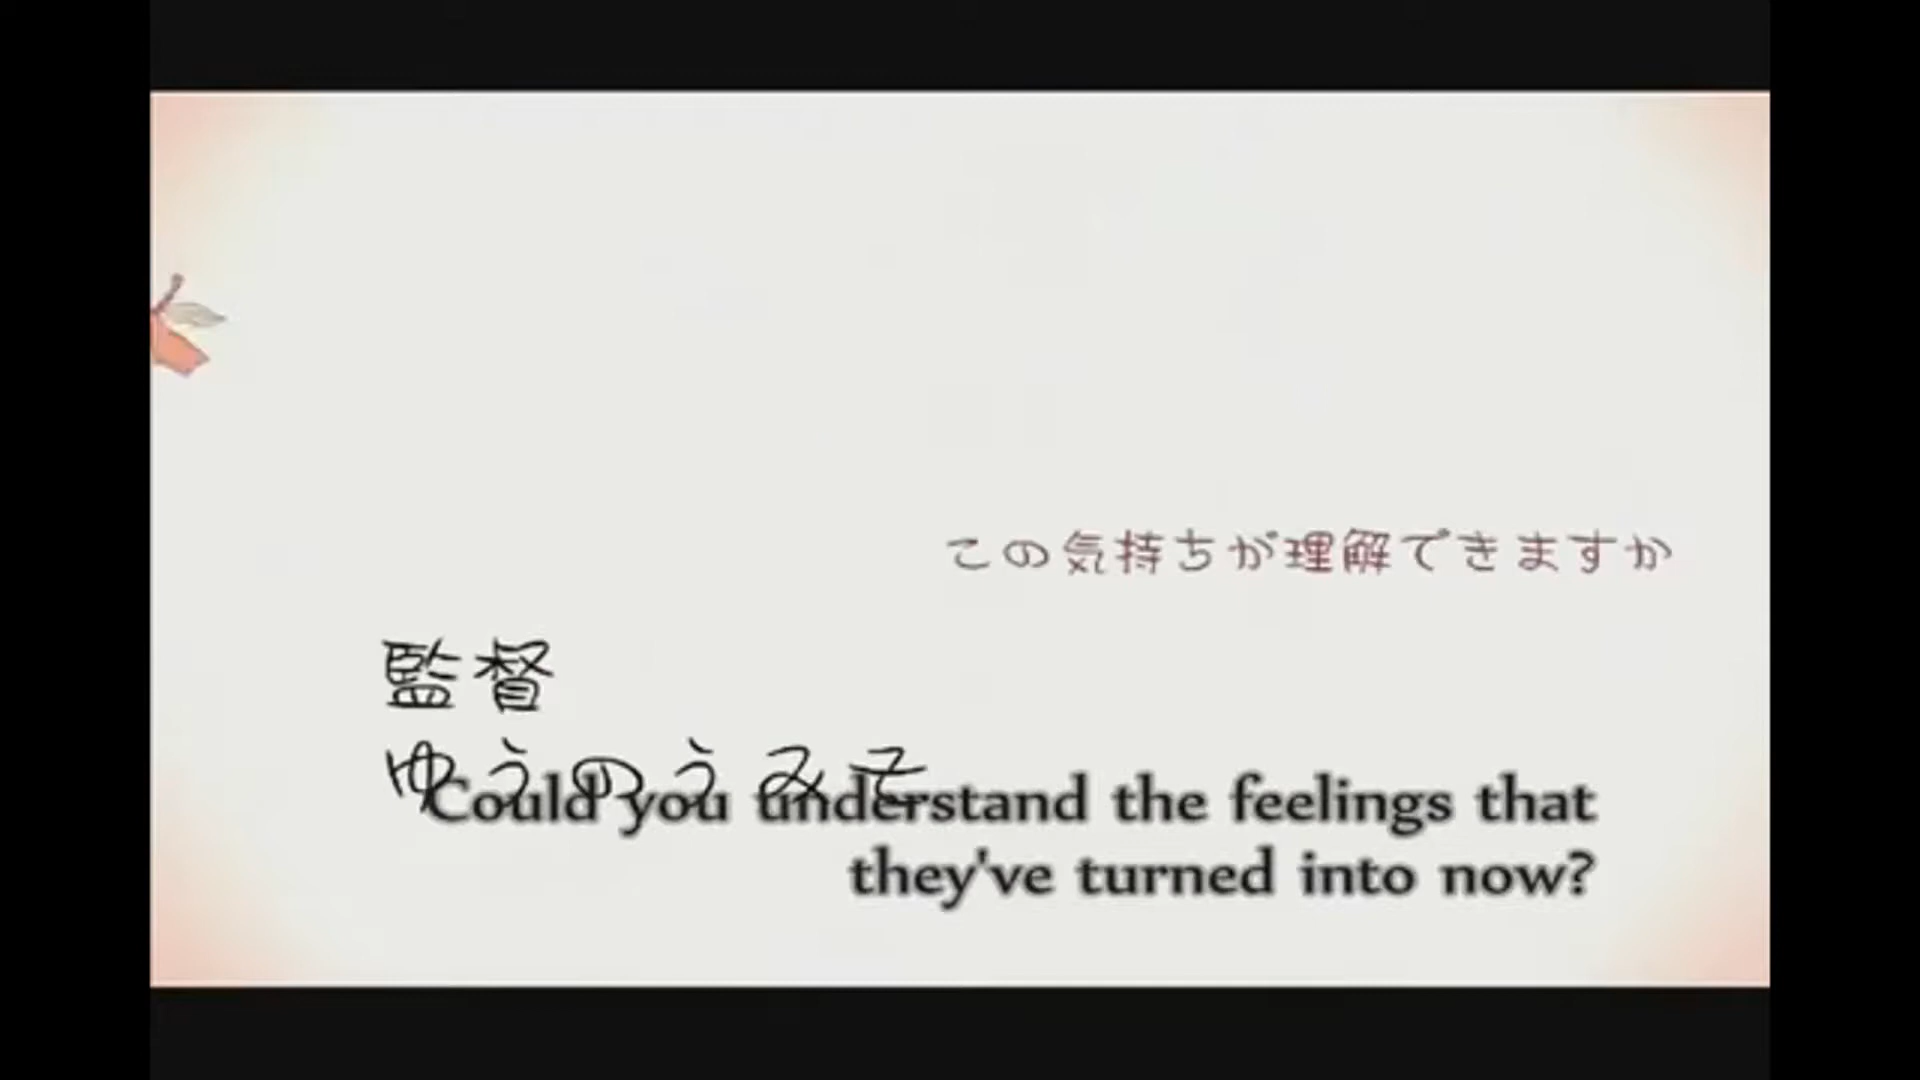 この気持ちが理解できますか
監督
ゆうのうみそ
Could you understand the feelings that
they've turned into now?